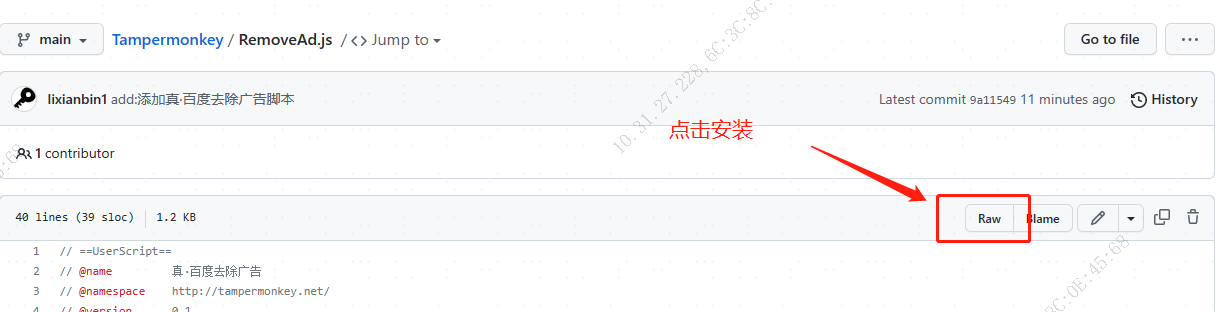 main Tampermonkey / RemoveAd.js / <> Jump to Go to file ...
lixianbin1 add:添加真·百度去除广告脚本 Latest commit 9a11549 11 minutes ago History
10.31.27.228,6C:3C:8C
点击安装
1 contributor
5:68
40 lines (39 sloc) 1.2 KB Raw Blame
1 // ==UserScript==
2 // @name 真·百度去除广告
3 // @namespace http://tampermonkey.net/
4 // @version 0.1
3C:0E:45:68